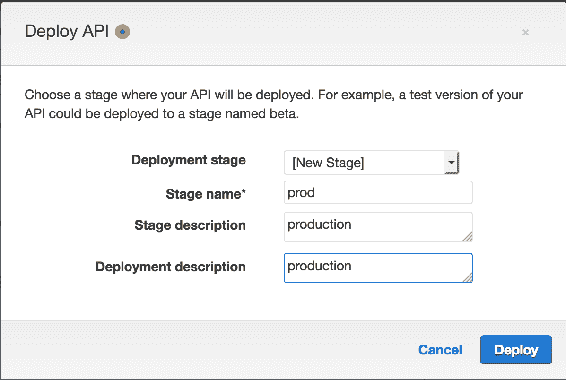 Deploy API
×
Choose a stage where your API will be deployed. For example, a test version of your
API could be deployed to a stage named beta.
Deployment stage [New Stage]
Stage name* prod
Stage description production
Deployment description production
Cancel Deploy